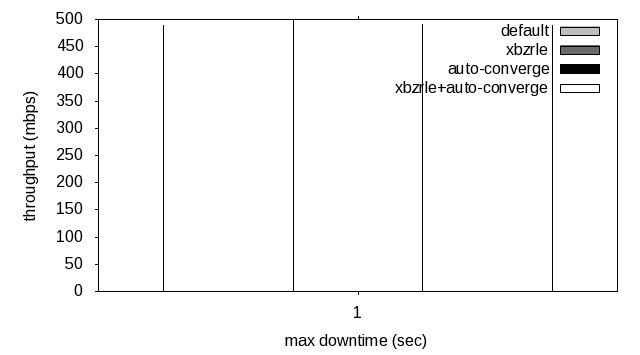 throughput (mbps)
500
450
400
350
300
250
200
150
100
50
0
default
xbzrle
auto-converge
xbzrle+auto-converge
1
max downtime (sec)